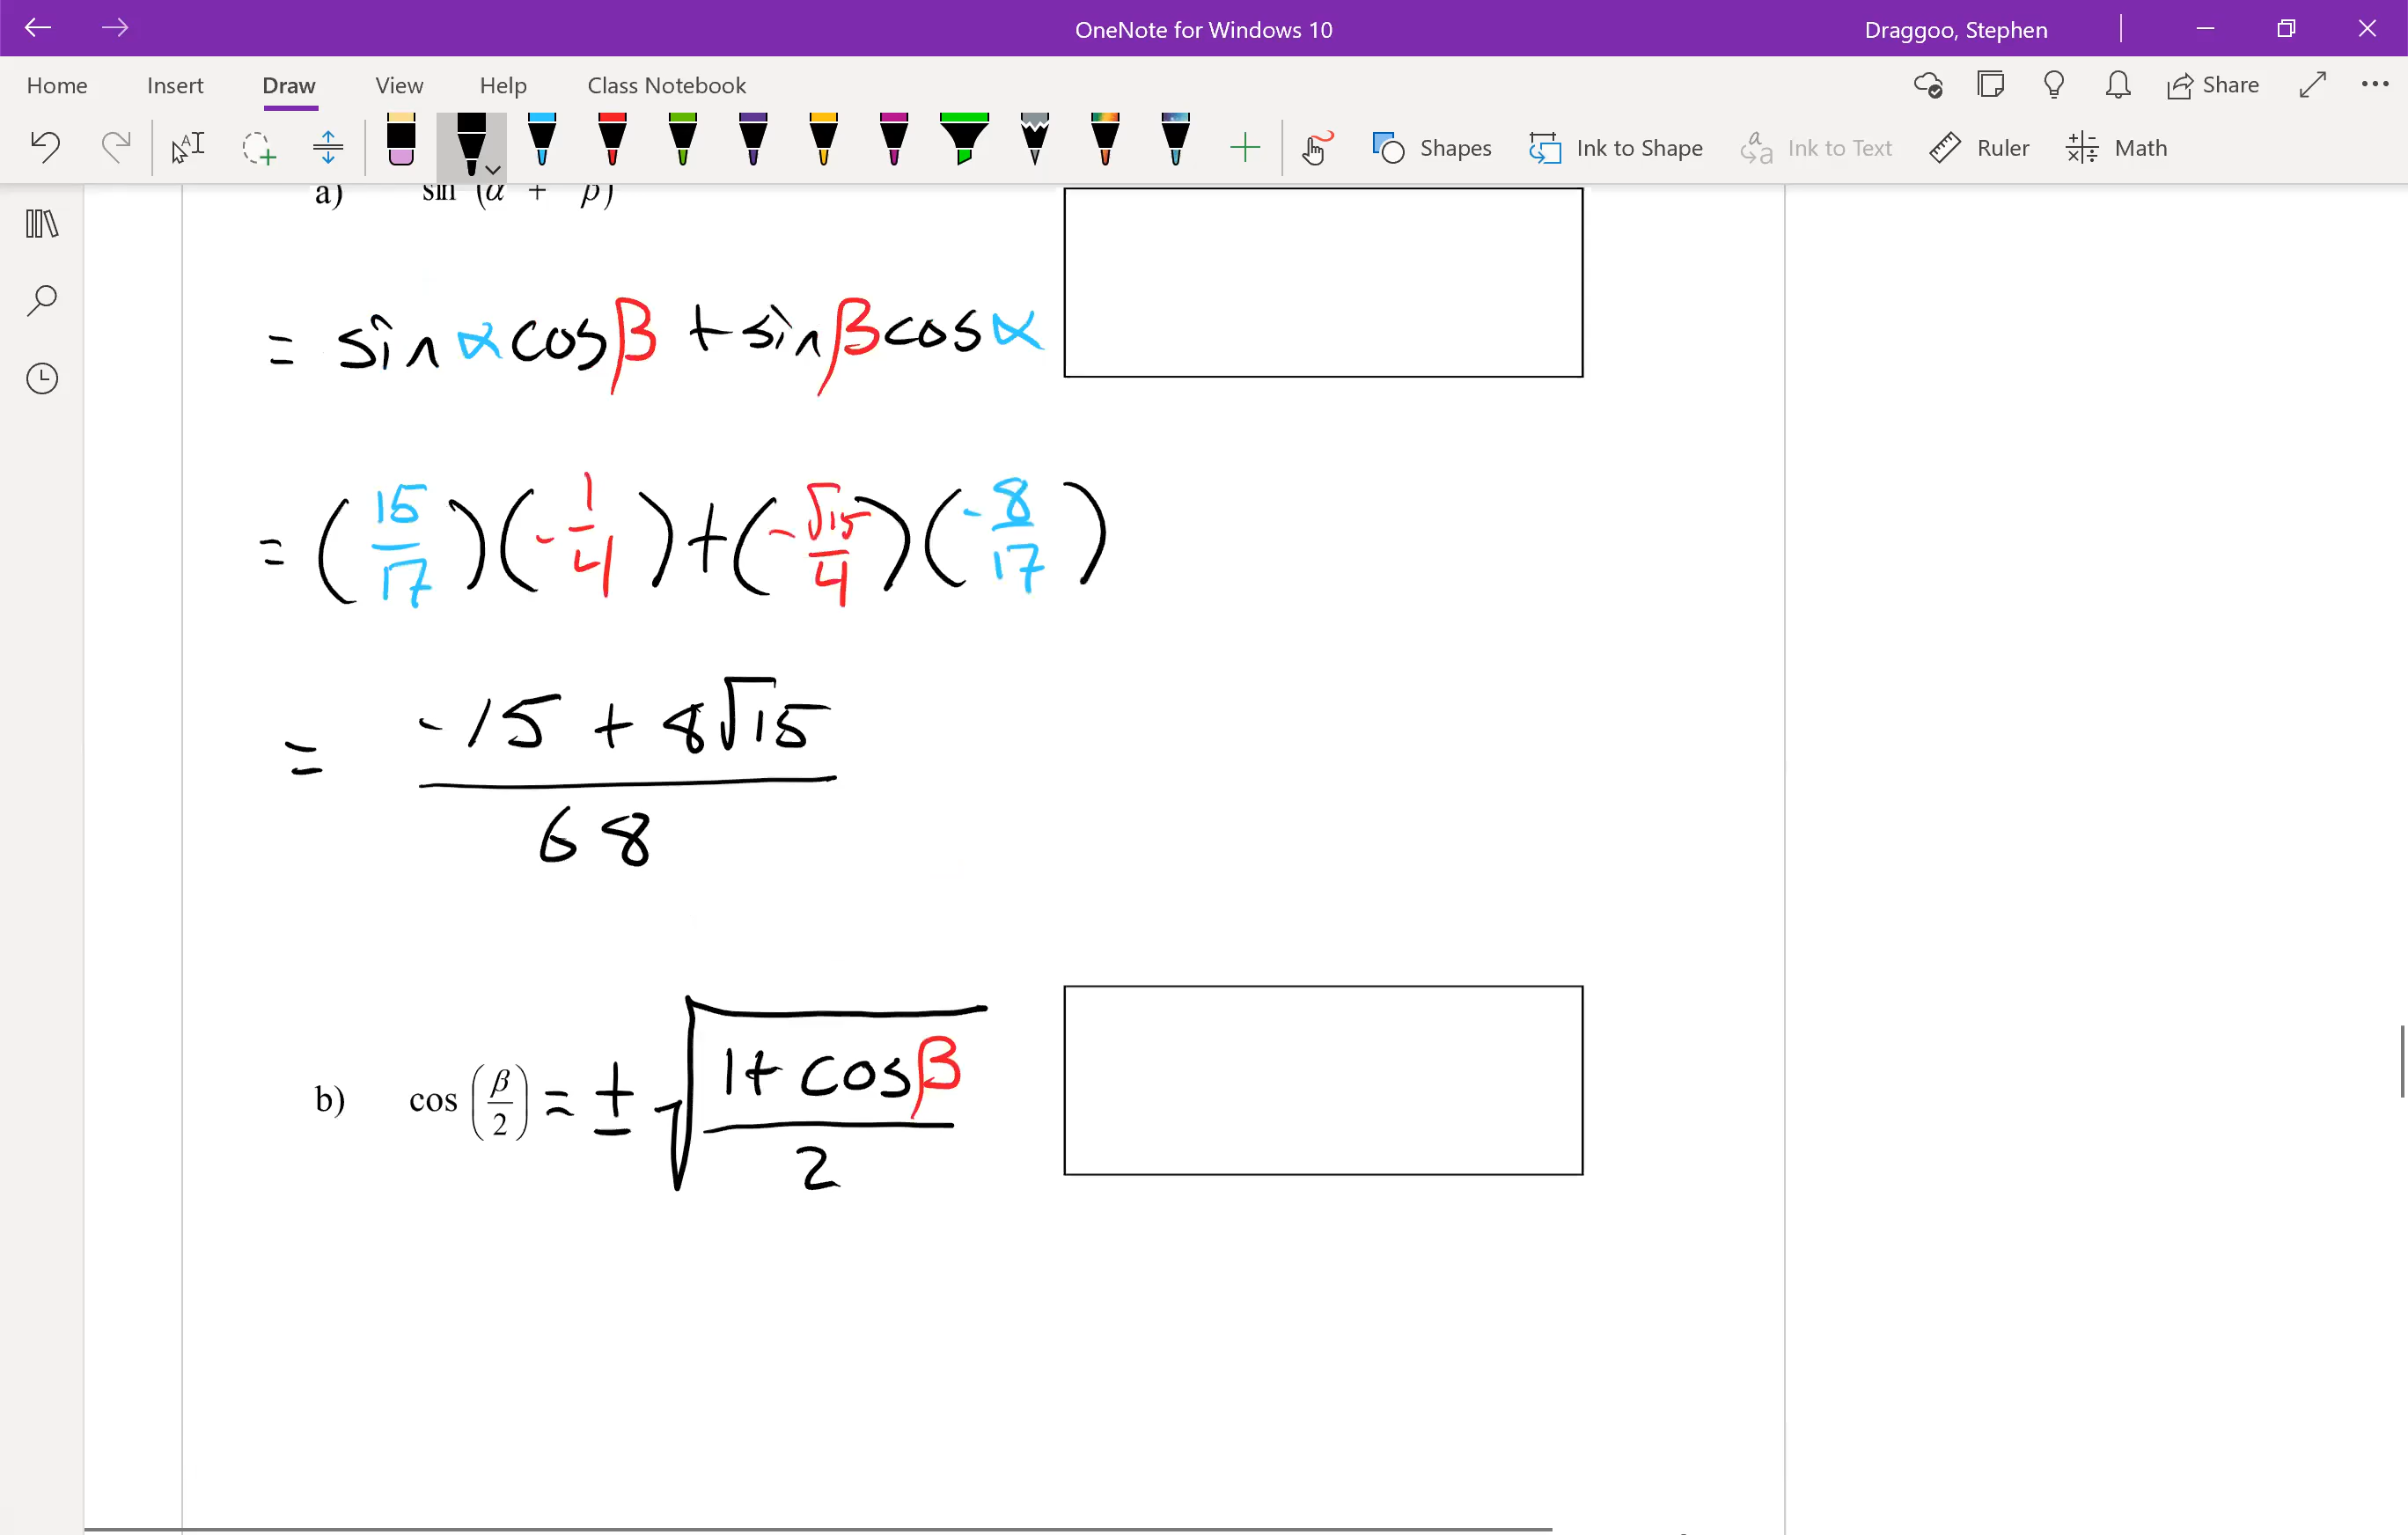 OneNote for Windows 10
Draggoo, Stephen
Home Insert Draw View Help Class Notebook Share
Shapes Ink to Shape Ink to Text Ruler Math
a) sin (α + β)
= sin α cos β + sin β cos α
= (15/17)(-1/4) + (-√15/4)(-8/17)
= -15 + 8√15
68
b) cos (β/2) = ± √(1 + cos β / 2)